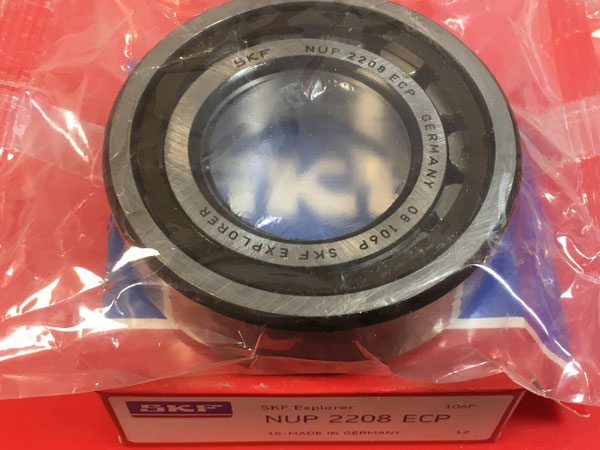 SKF NUP 2208 ECP GERMANY 08 106P SKF EXPLORER
SKF
SKF Explorer 106P
NUP 2208 ECP
18-MADE IN GERMANY 12